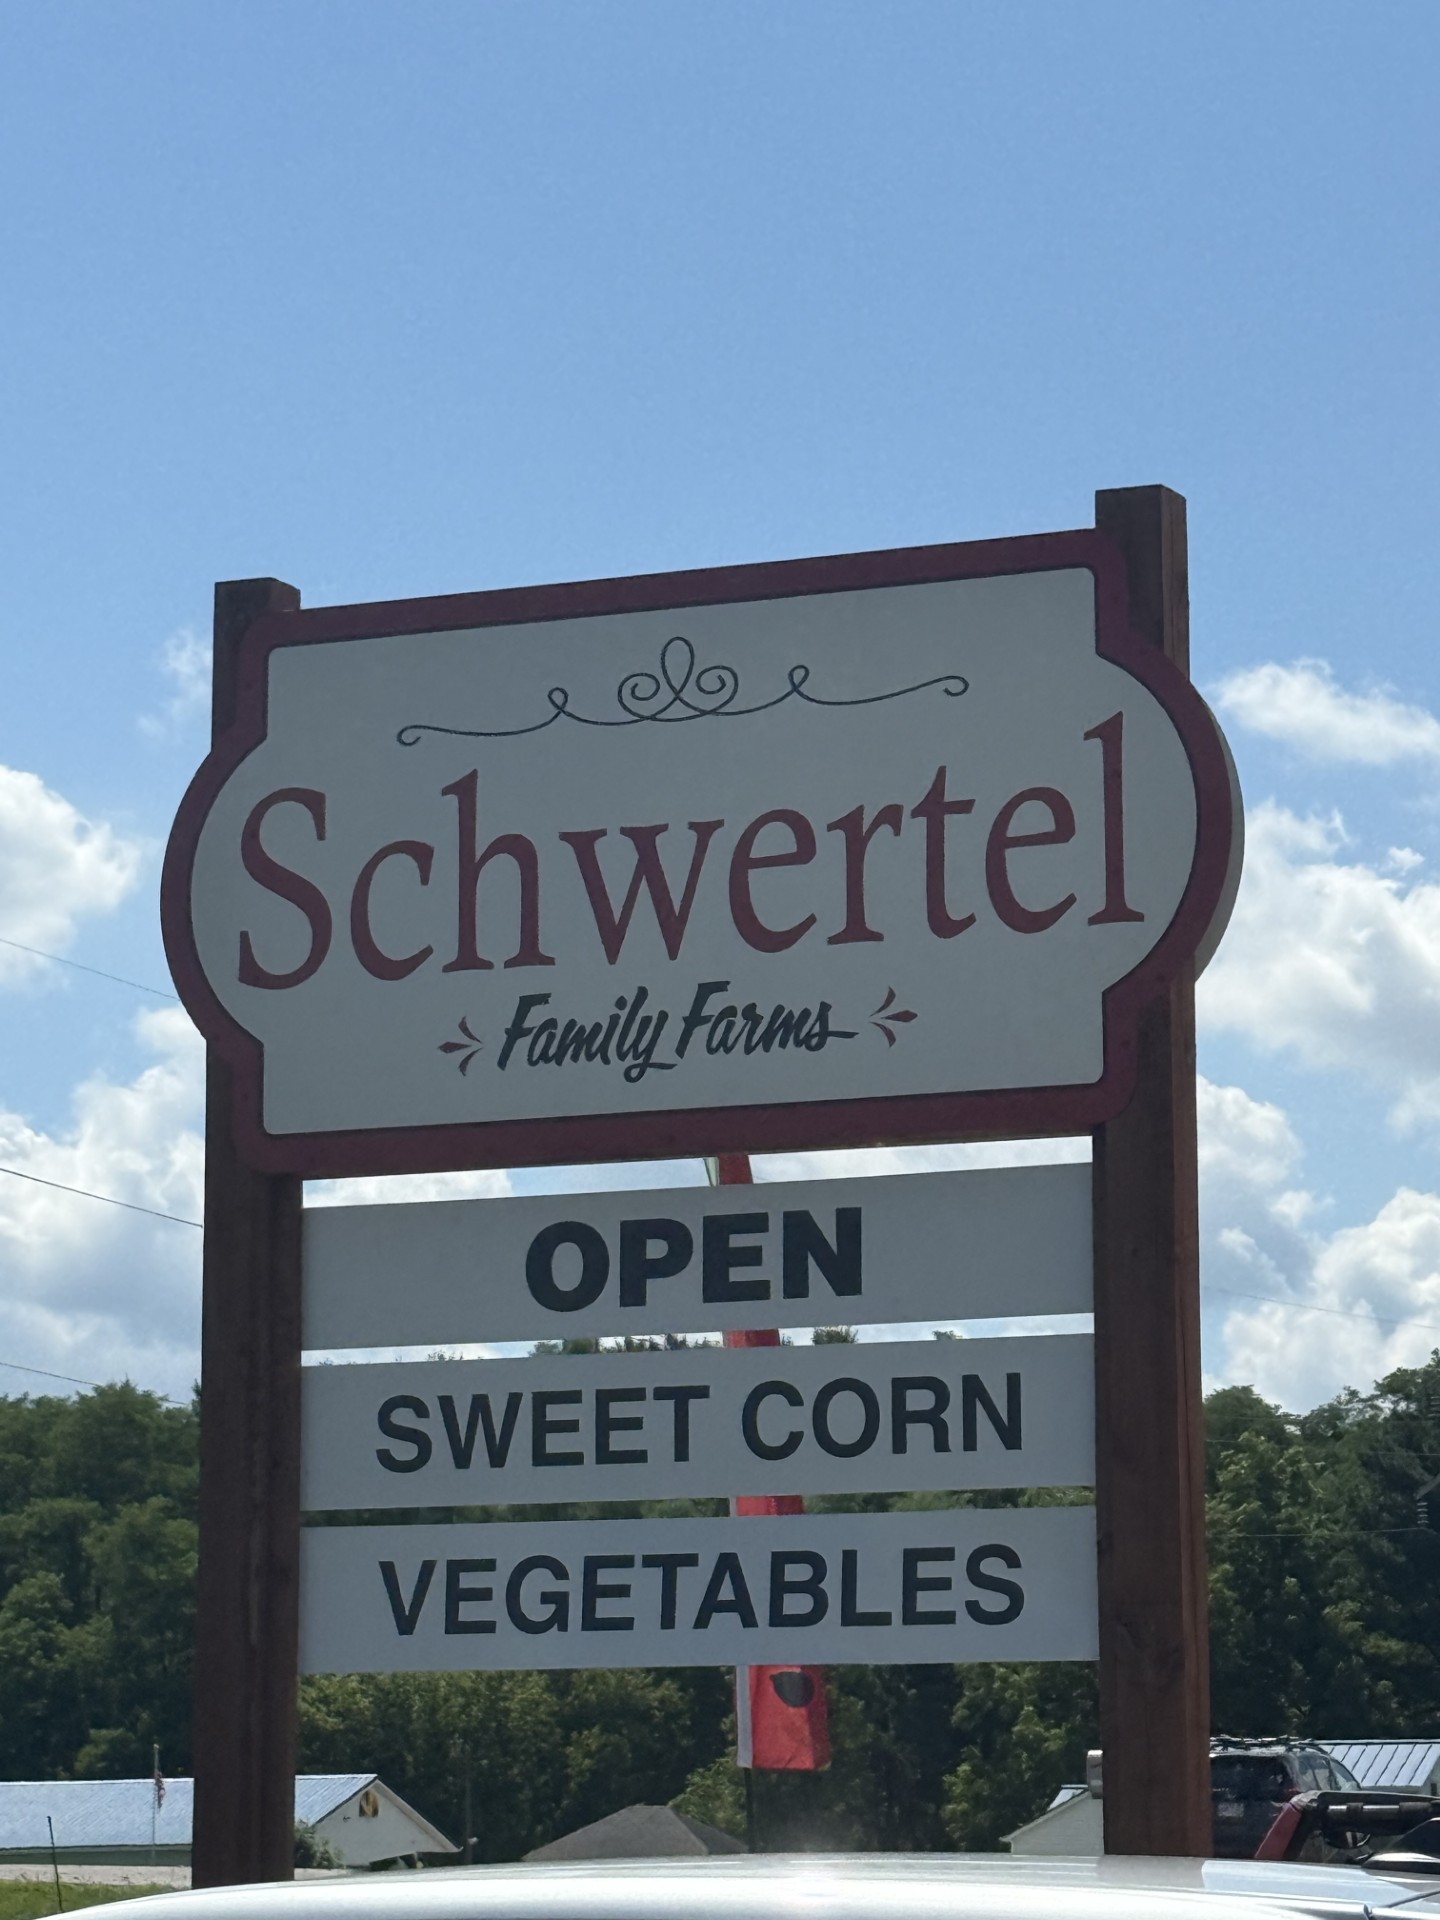 Schwertel
Family Farms
OPEN
SWEET CORN
VEGETABLES